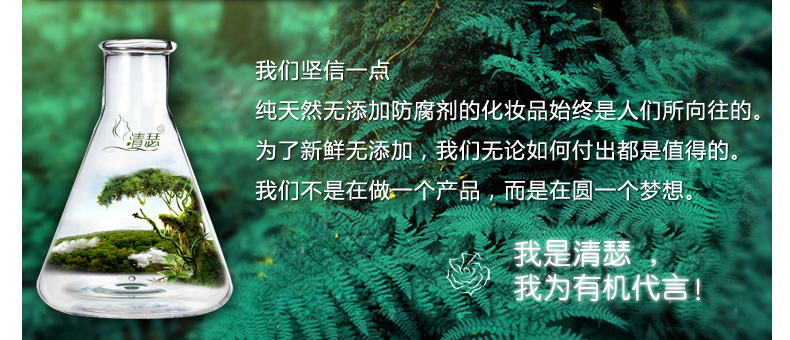 清瑟
我们坚信一点
纯天然无添加防腐剂的化妆品始终是人们所向往的。
为了新鲜无添加，我们无论如何付出都是值得的。
我们不是在做一个产品，而是在圆一个梦想。
我是清瑟 ，
我为有机代言！